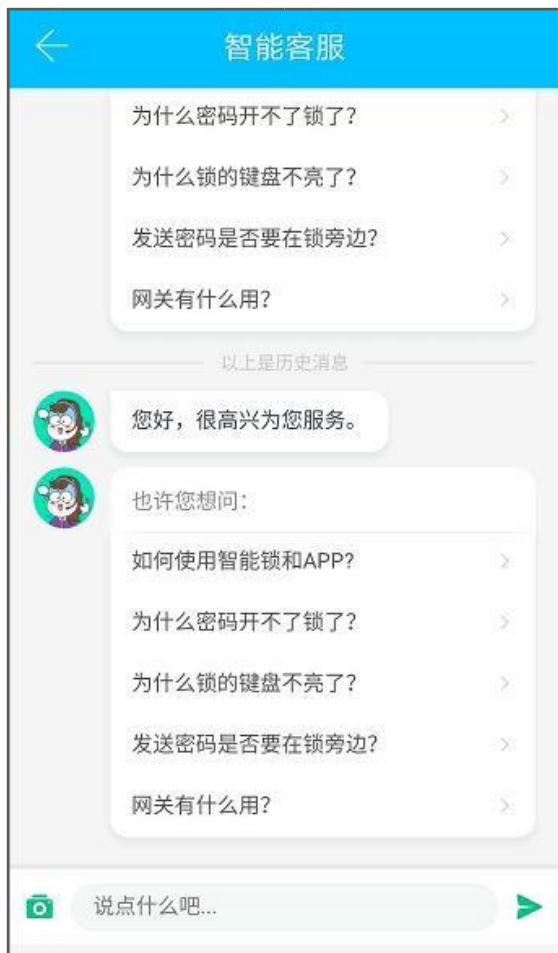 智能客服
为什么密码开不了锁了？
为什么锁的键盘不亮了？
发送密码是否要在锁旁边？
网关有什么用？
以上是历史消息
您好，很高兴为您服务。
也许您想问：
如何使用智能锁和APP?
为什么密码开不了锁了？
为什么锁的键盘不亮了？
发送密码是否要在锁旁边？
网关有什么用？
说点什么吧...